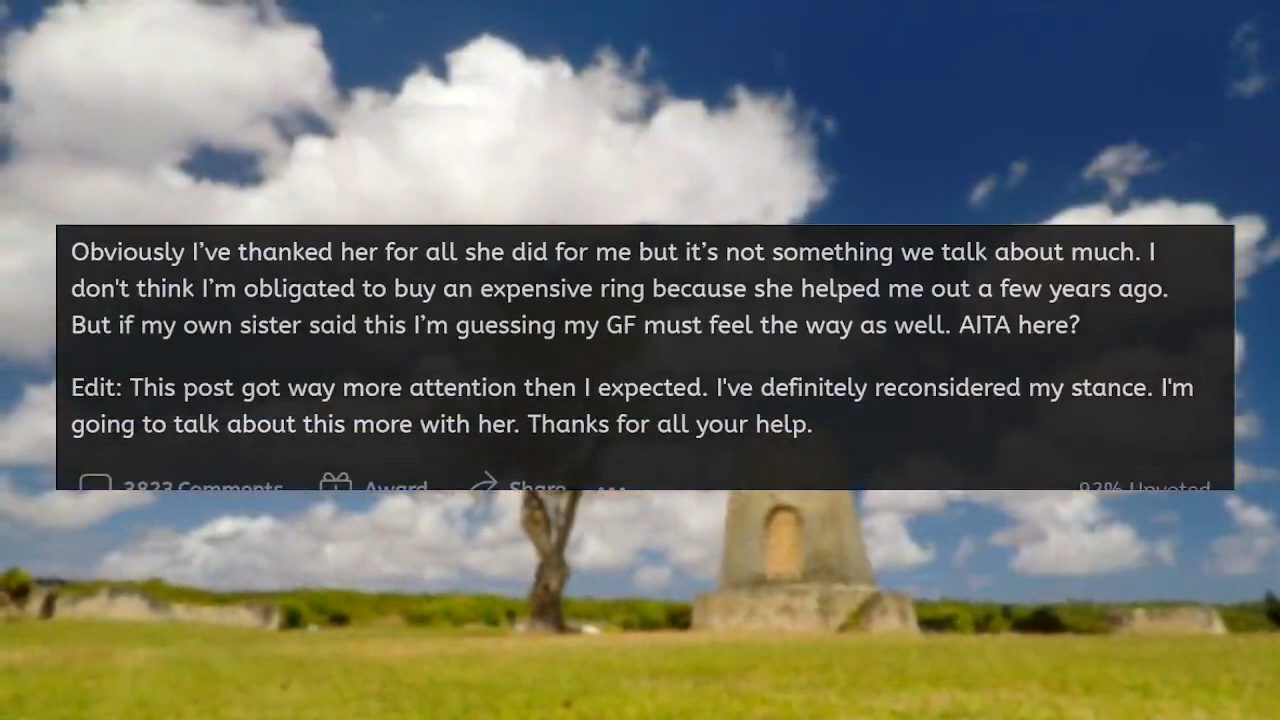 Obviously I’ve thanked her for all she did for me but it’s not something we talk about much. I
don't think I’m obligated to buy an expensive ring because she helped me out a few years ago.
But if my own sister said this I’m guessing my GF must feel the way as well. AITA here?
Edit: This post got way more attention then I expected. I've definitely reconsidered my stance. I'm
going to talk about this more with her. Thanks for all your help.
3823 Comments Award Share ... 93% Upvoted